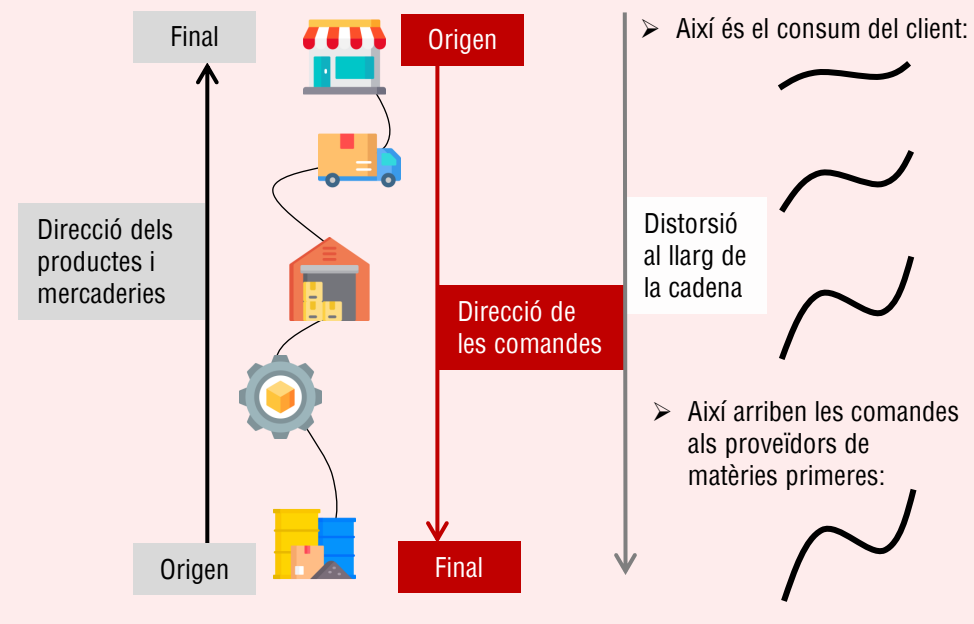 Final
Origen
Així és el consum del client:
Direcció dels
productes i
mercaderies
Distorsió
al llarg de
la cadena
Direcció de
les comandes
Així arriben les comandes
als proveïdors de
matèries primeres:
Origen
Final